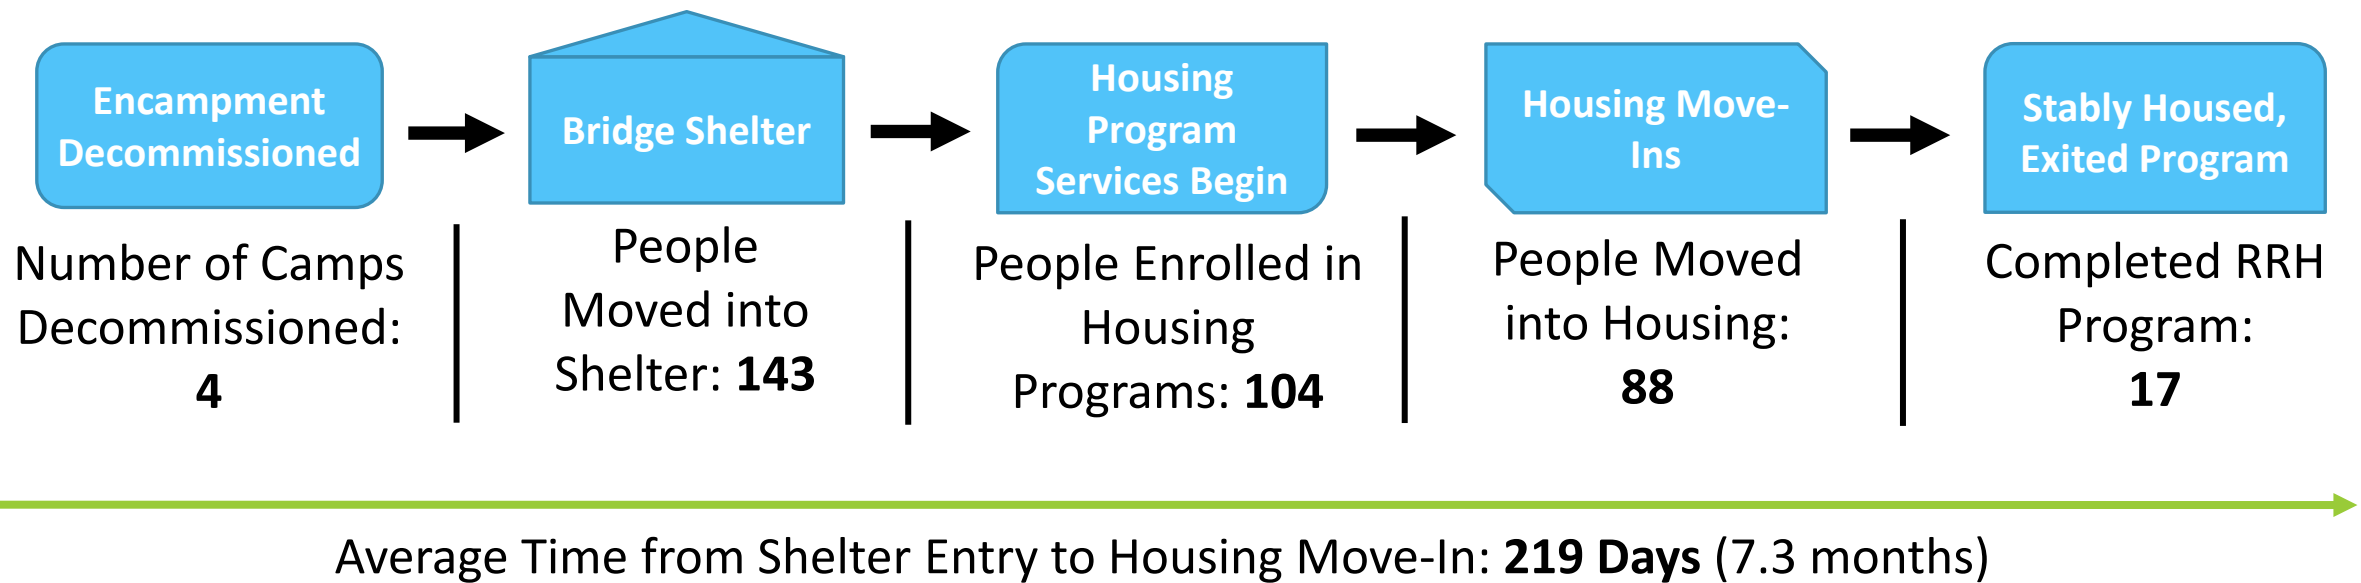 Encampment
Decommissioned
Bridge Shelter
Housing
Program
Services Begin
Housing Move-
Ins
Stably Housed,
Exited Program
Number of Camps
Decommissioned:
4
People
Moved into
Shelter: 143
People Enrolled in
Housing
Programs: 104
People Moved
into Housing:
88
Completed RRH
Program:
17
Average Time from Shelter Entry to Housing Move-In: 219 Days (7.3 months)